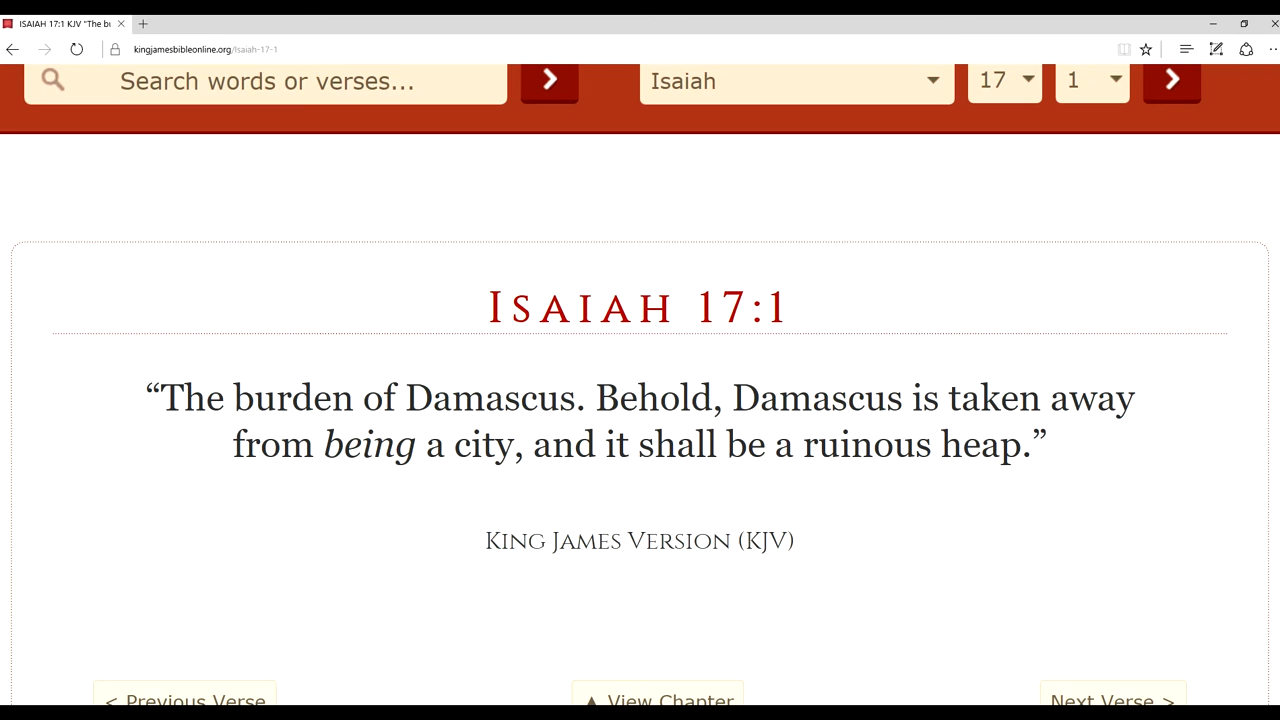 ISAIAH 17:1 KJV "The bu
kingjamesbibleonline.org/Isaiah-17-1
Search words or verses... Isaiah 17 1
ISAIAH 17:1
“The burden of Damascus. Behold, Damascus is taken away
from being a city, and it shall be a ruinous heap.”
KING JAMES VERSION (KJV)
< Previous Verse ▲ View Chapter Next Verse >